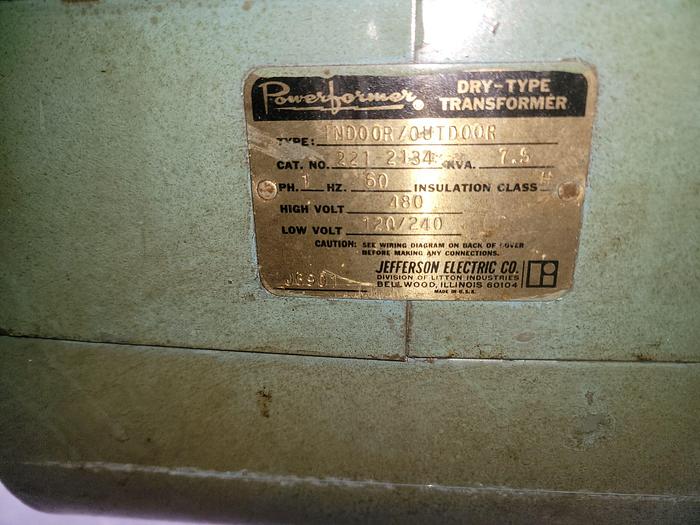 Powerformer®
DRY-TYPE
TRANSFORMER
TYPE: INDOOR/OUTDOOR
CAT. NO. 221-2134 KVA. 7.5
PH. 1 HZ. 60 INSULATION CLASS H
HIGH VOLT 480
LOW VOLT 120/240
CAUTION: SEE WIRING DIAGRAM ON BACK OF COVER
BEFORE MAKING ANY CONNECTIONS.
JEFFERSON ELECTRIC CO.
DIVISION OF LITTON INDUSTRIES
BELLWOOD, ILLINOIS 60104
MADE IN U.S.A.